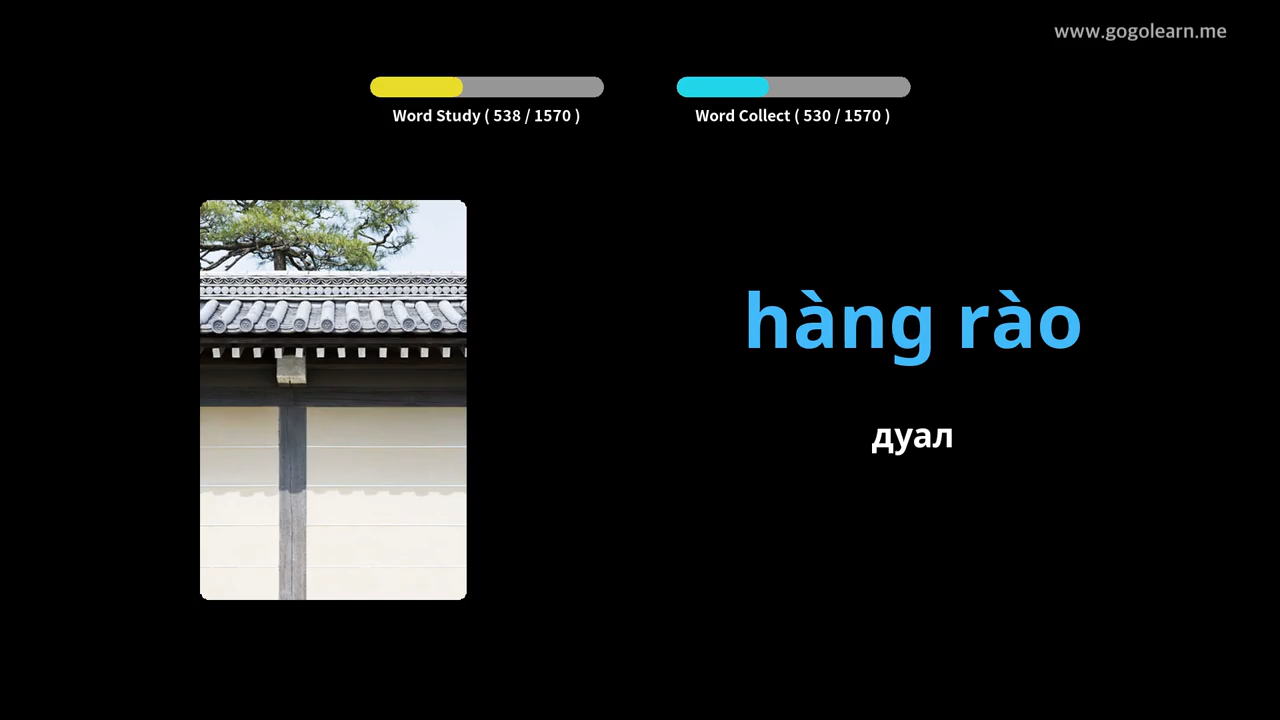 www.gogolearn.me
Word Study ( 538 / 1570 )
Word Collect ( 530 / 1570 )
hàng rào
дуал